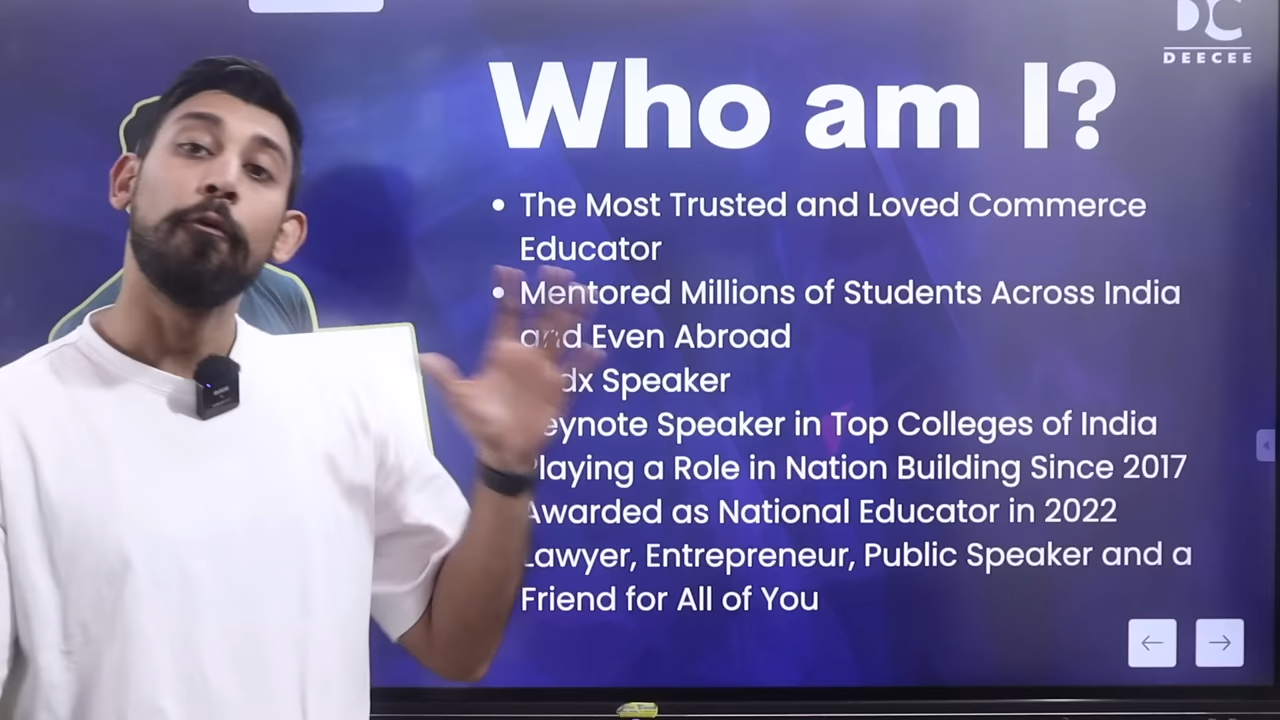 DC
DEECEE
Who am I?
• The Most Trusted and Loved Commerce
Educator
• Mentored Millions of Students Across India
and Even Abroad
dx Speaker
eynote Speaker in Top Colleges of India
Playing a Role in Nation Building Since 2017
Awarded as National Educator in 2022
Lawyer, Entrepreneur, Public Speaker and a
Friend for All of You